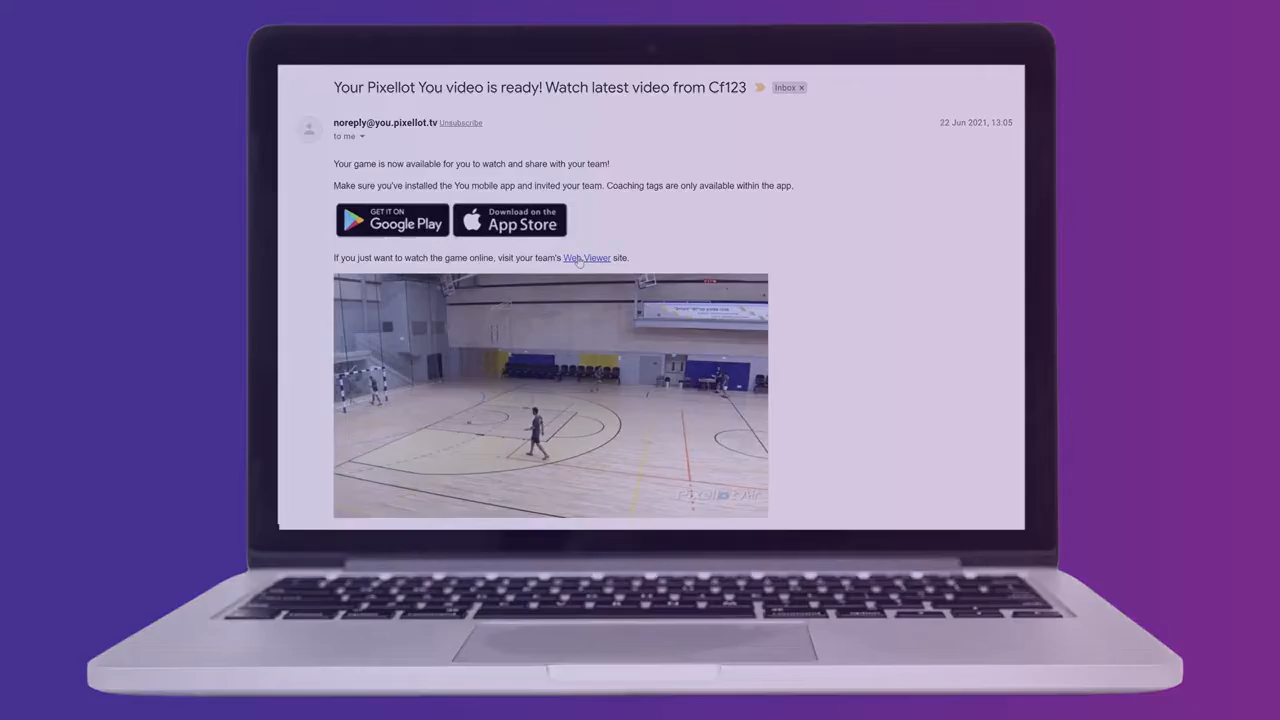 Your Pixellot You video is ready! Watch latest video from Cf123 Inbox x
noreply@you.pixellot.tv Unsubscribe 22 Jun 2021, 13:05
to me
Your game is now available for you to watch and share with your team!
Make sure you've installed the You mobile app and invited your team. Coaching tags are only available within the app.
GET IT ON Google Play Download on the App Store
If you just want to watch the game online, visit your team's Web Viewer site.